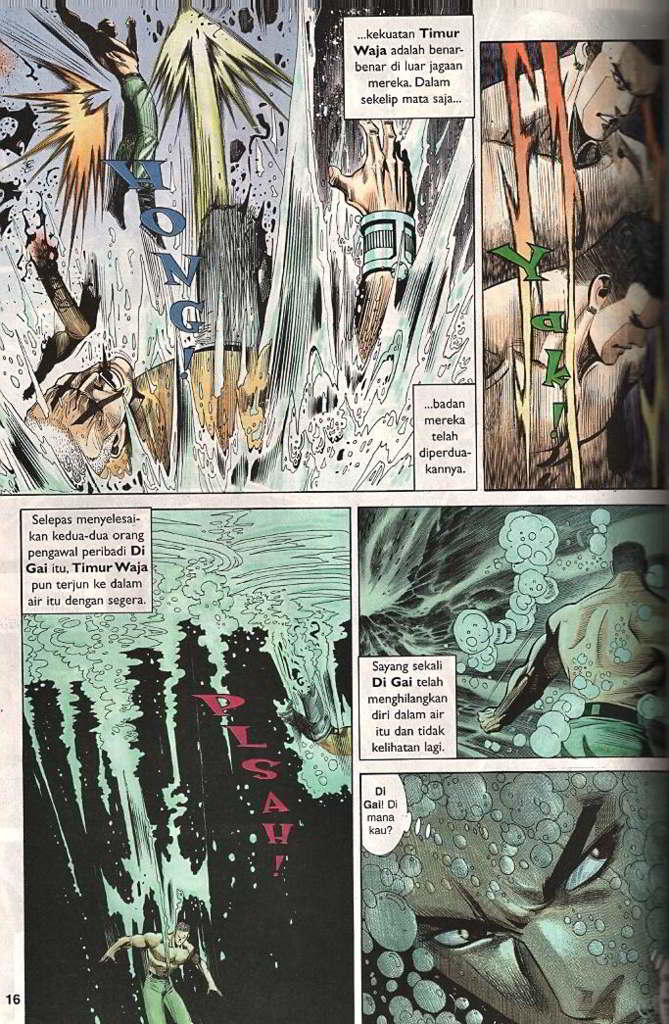 ...kekuatan Timur
Waja adalah benar-
benar di luar jagaan
mereka. Dalam
sekelip mata saja...
WONG!
Yaak!
...badan
mereka
telah
diperdua-
kannya.
Selepas menyelesai-
kan kedua-dua orang
pengawal peribadi Di
Gai itu, Timur Waja
pun terjun ke dalam
air itu dengan segera.
PLSAH!
Sayang sekali
Di Gai telah
menghilangkan
diri dalam air
itu dan tidak
kelihatan lagi.
Di
Gai! Di
mana
kau?
16